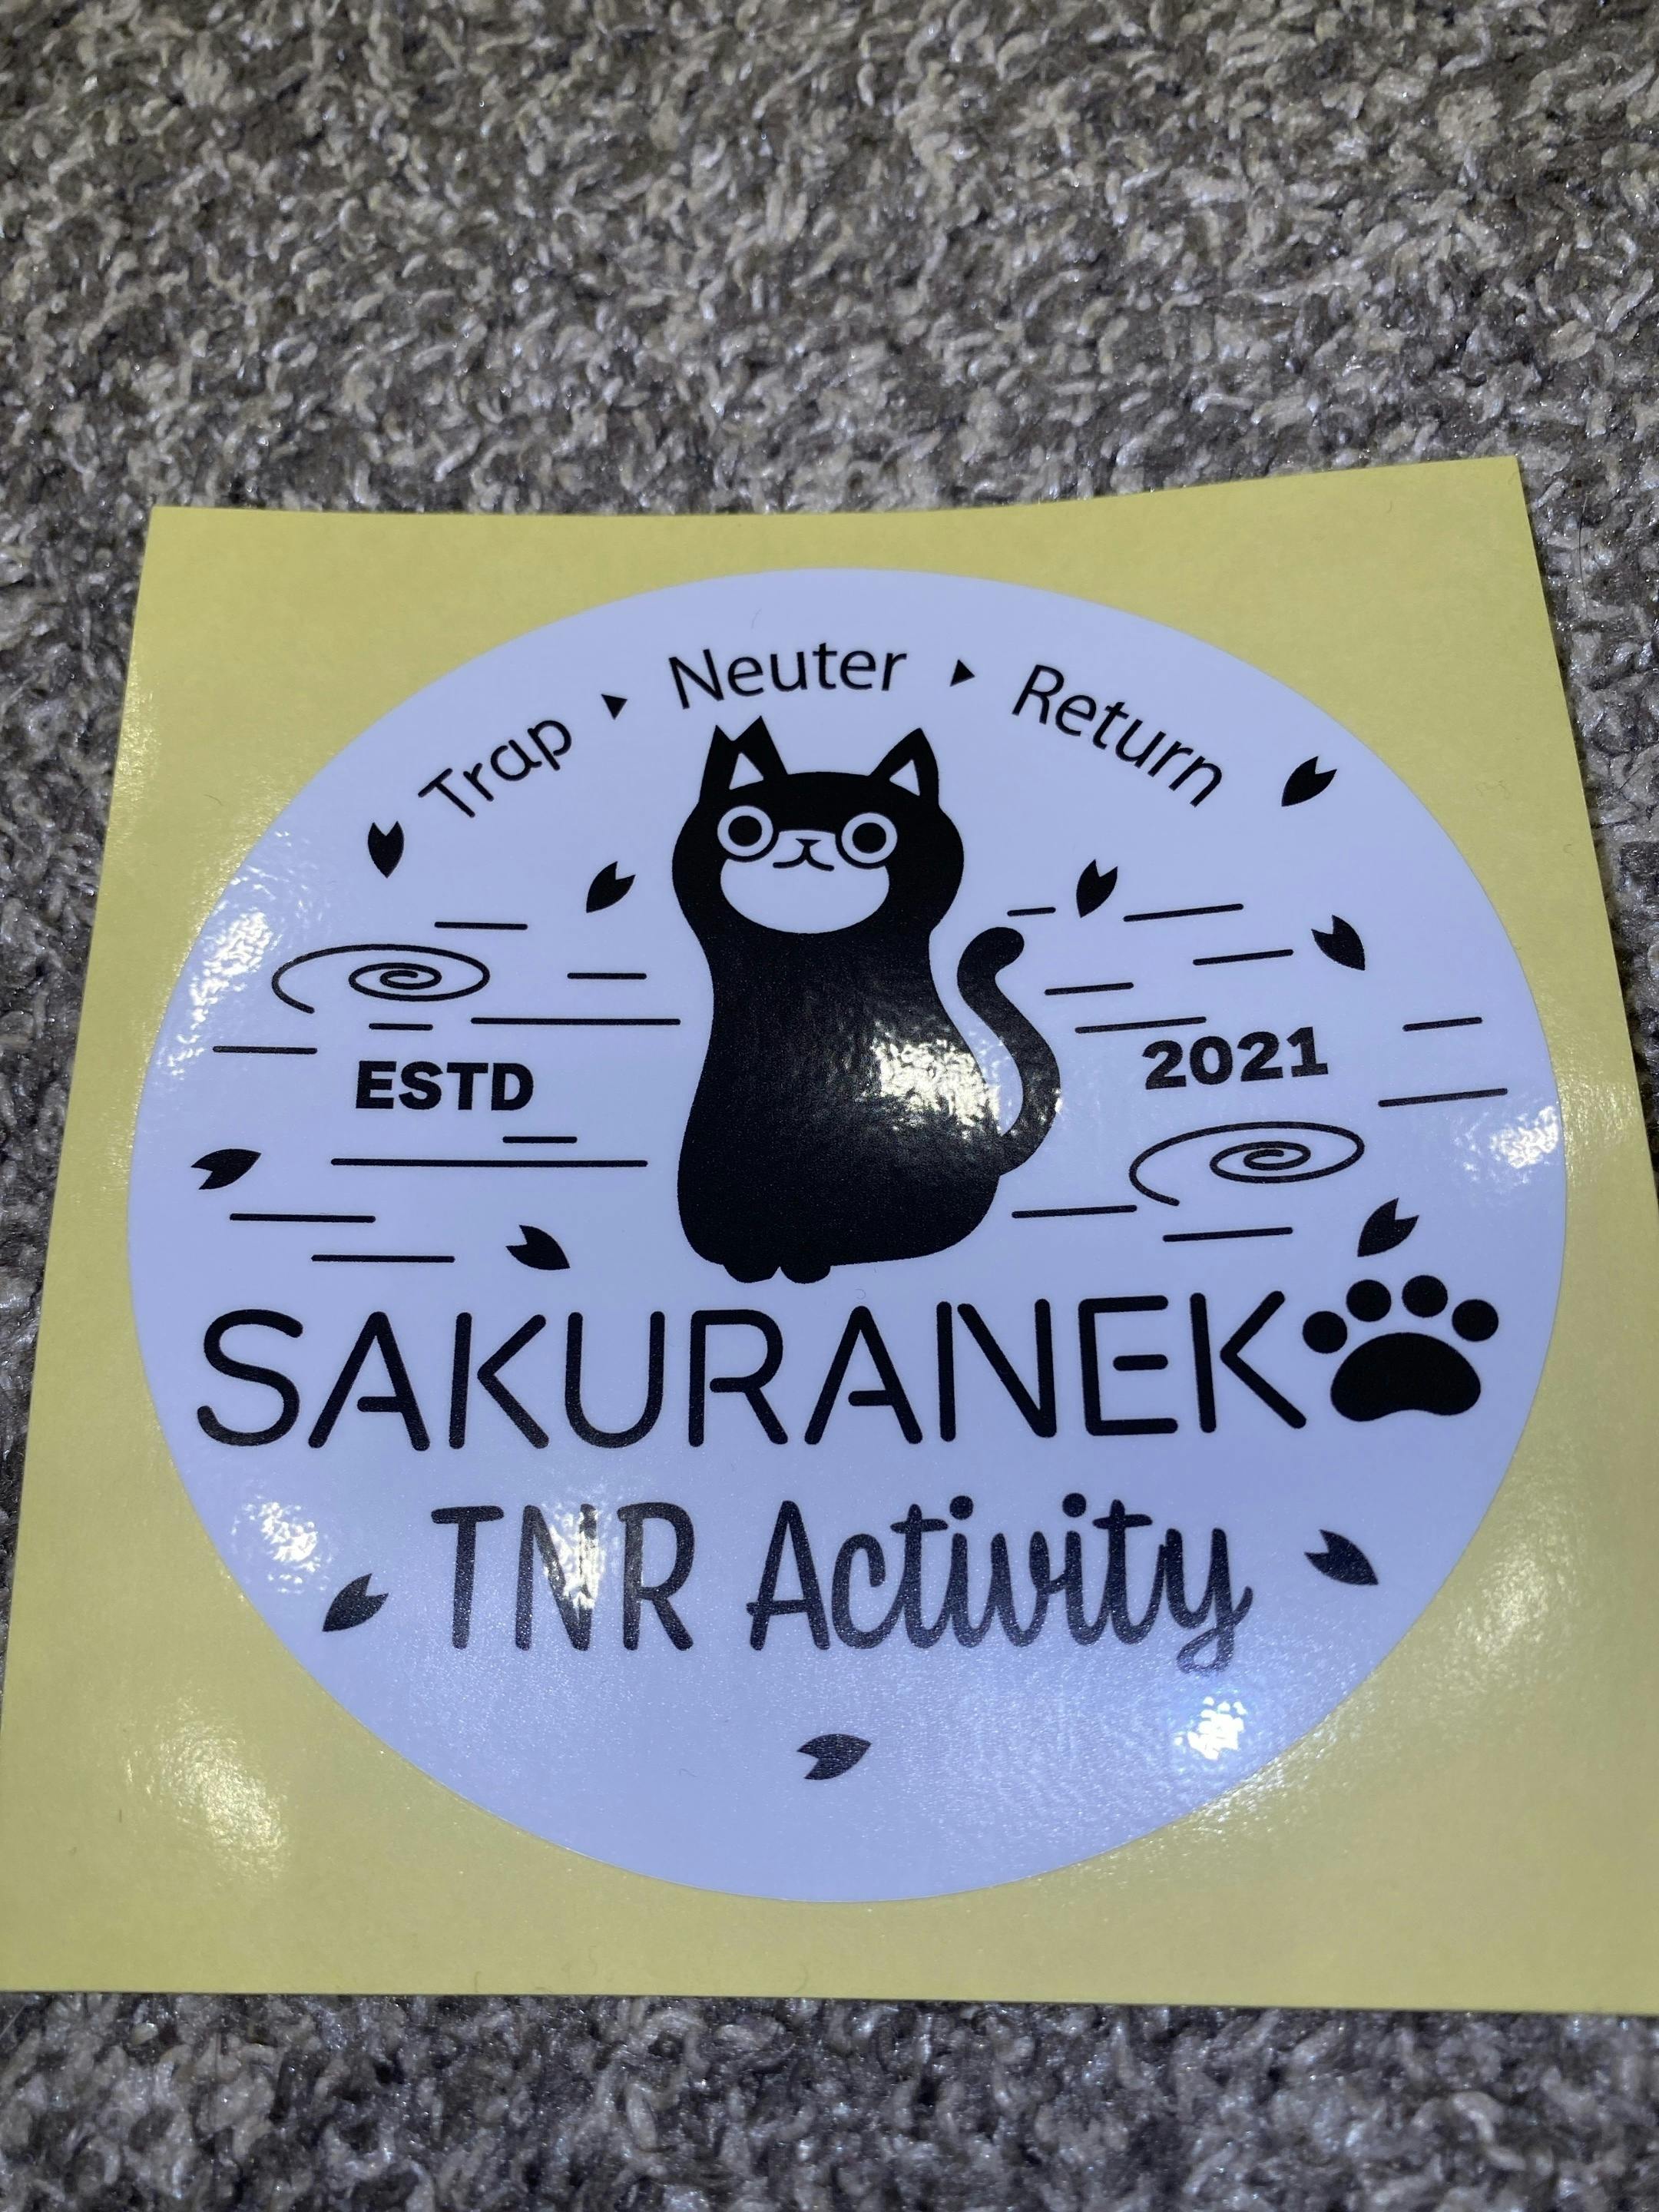 Trap ▸ Neuter ▸ Return
ESTD 2021
SAKURANEK
TNR Activity